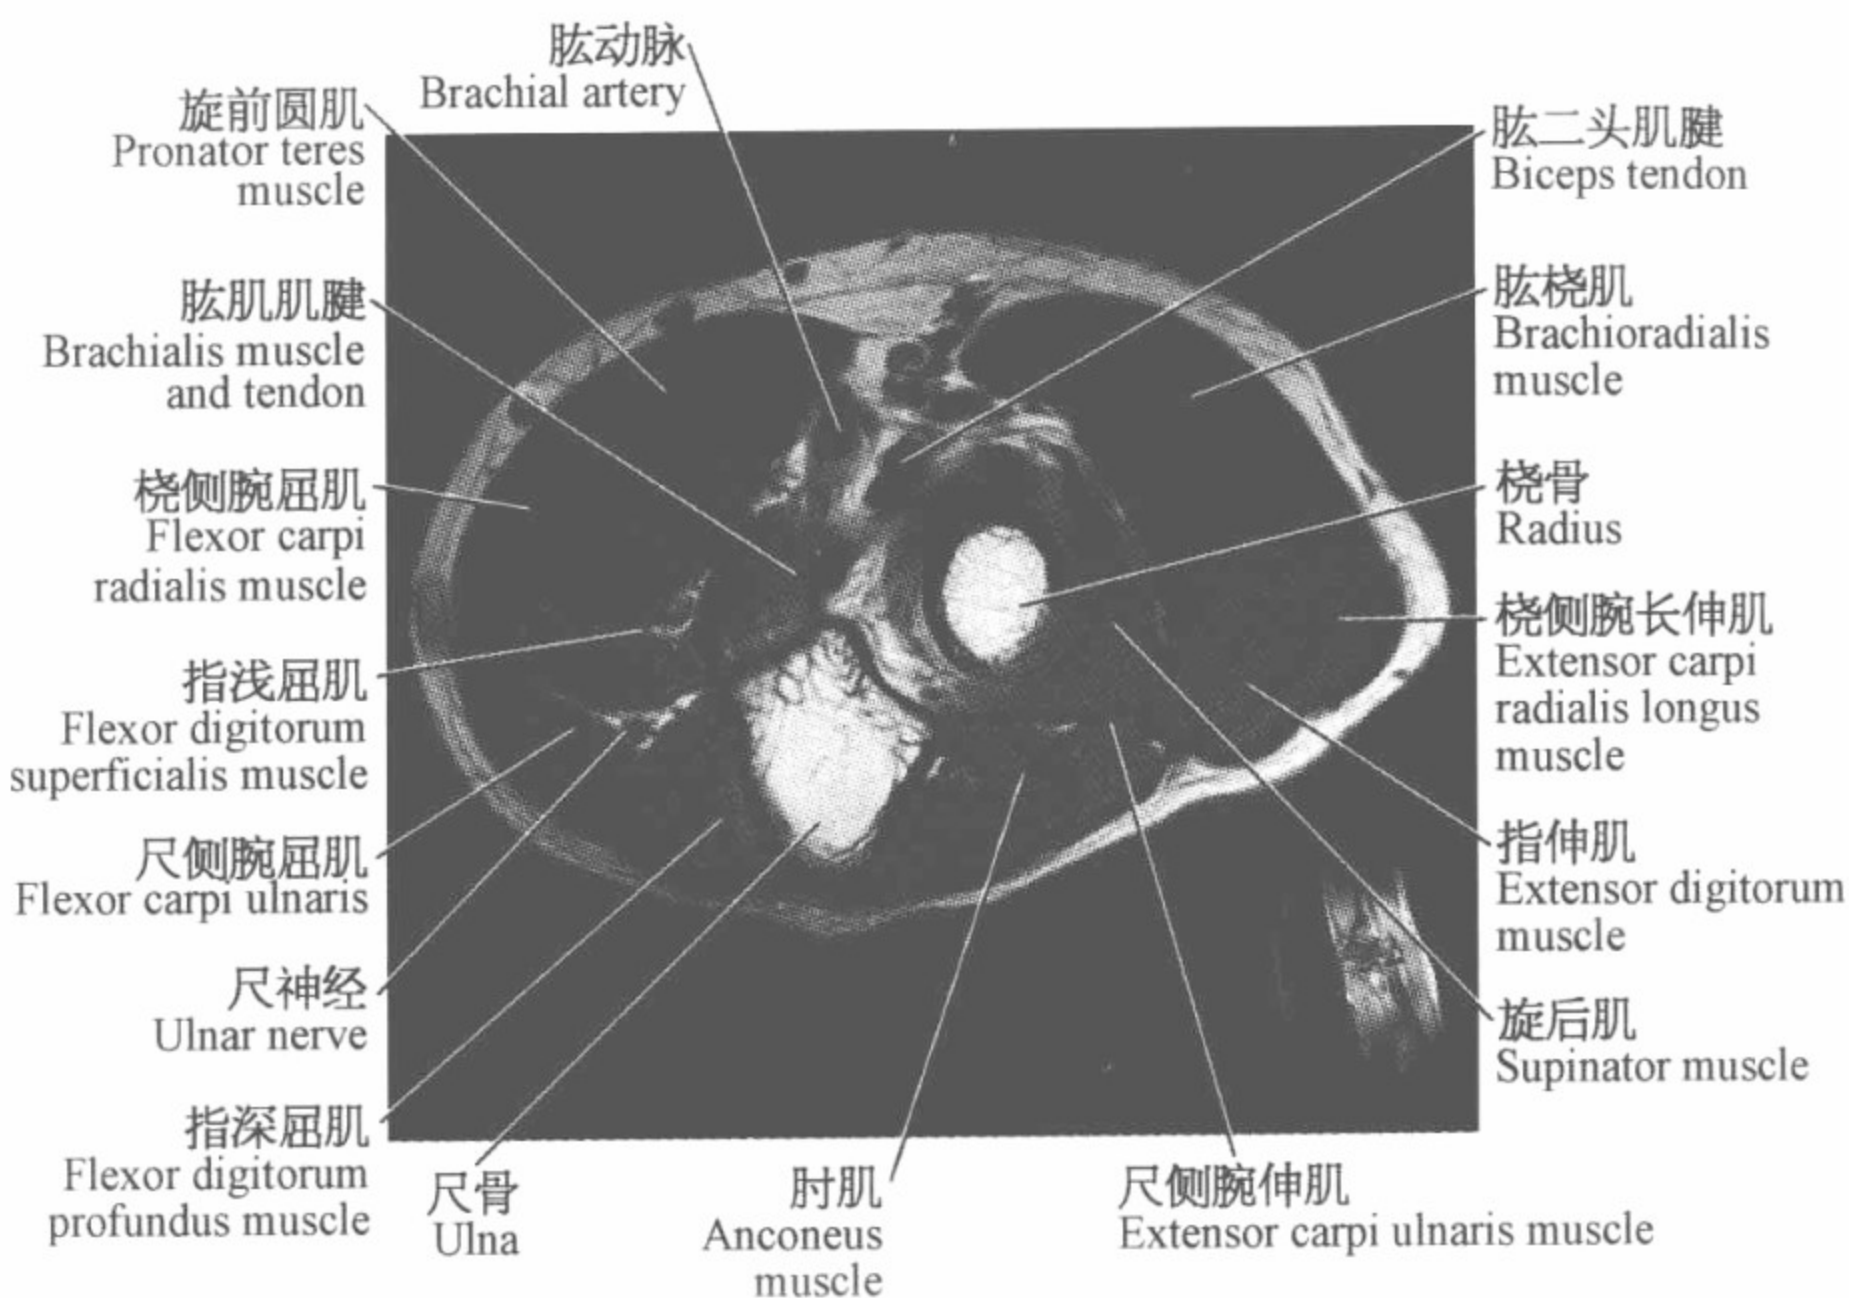 肱动脉
Brachial artery
旋前圆肌
Pronator teres
muscle
肱肌肌腱
Brachialis muscle
and tendon
桡侧腕屈肌
Flexor carpi
radialis muscle
指浅屈肌
Flexor digitorum
superficialis muscle
尺侧腕屈肌
Flexor carpi ulnaris
尺神经
Ulnar nerve
指深屈肌
Flexor digitorum
profundus muscle
尺骨
Ulna
肘肌
Anconeus
muscle
尺侧腕伸肌
Extensor carpi ulnaris muscle
肱二头肌腱
Biceps tendon
肱桡肌
Brachioradialis
muscle
桡骨
Radius
桡侧腕长伸肌
Extensor carpi
radialis longus
muscle
指伸肌
Extensor digitorum
muscle
旋后肌
Supinator muscle